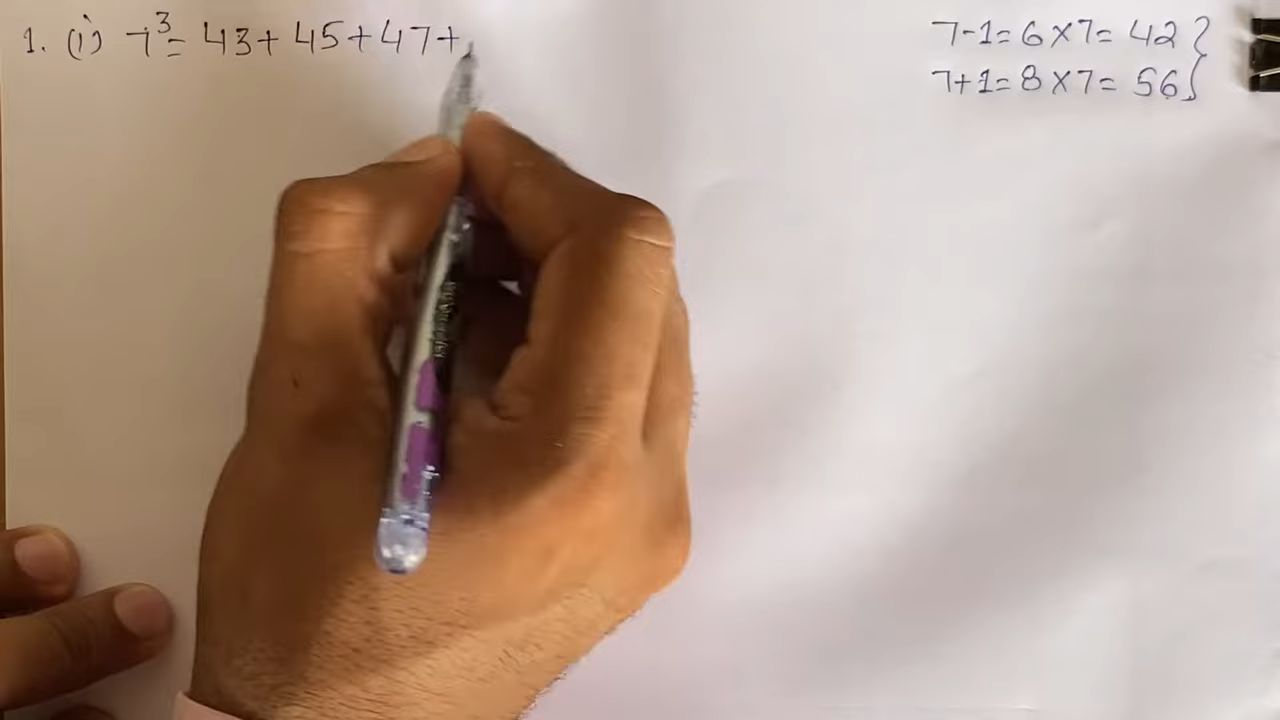 1. (i) 7³ = 43+ 45+47+
7-1= 6×7= 42 }
7+1= 8×7= 56